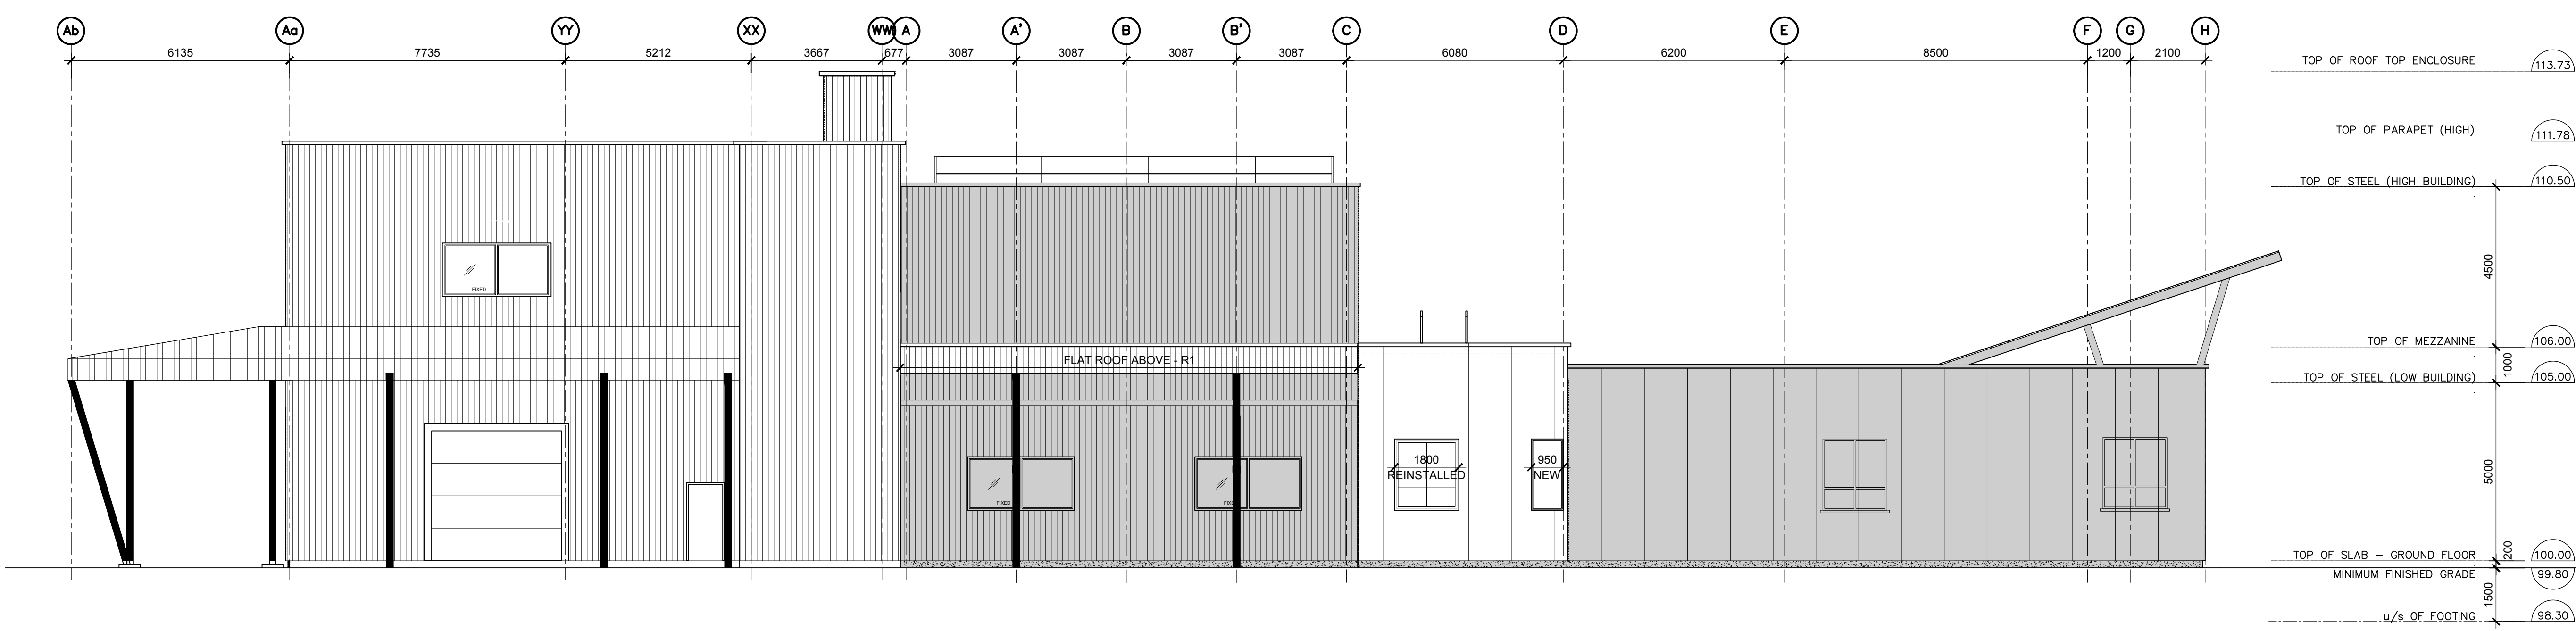 Ab Aa YY XX WW A A' B B' C D E F G H
6135 7735 5212 3667 677 3087 3087 3087 3087 6080 6200 8500 1200 2100
TOP OF ROOF TOP ENCLOSURE 113.73
TOP OF PARAPET (HIGH) 111.78
TOP OF STEEL (HIGH BUILDING) 110.50
4500
FIXED
TOP OF MEZZANINE 106.00
FLAT ROOF ABOVE - R1
1000
TOP OF STEEL (LOW BUILDING) 105.00
1800 950
REINSTALLED NEW
5000
FIXED
TOP OF SLAB – GROUND FLOOR 200 100.00
MINIMUM FINISHED GRADE 99.80
1500
u/s OF FOOTING 98.30